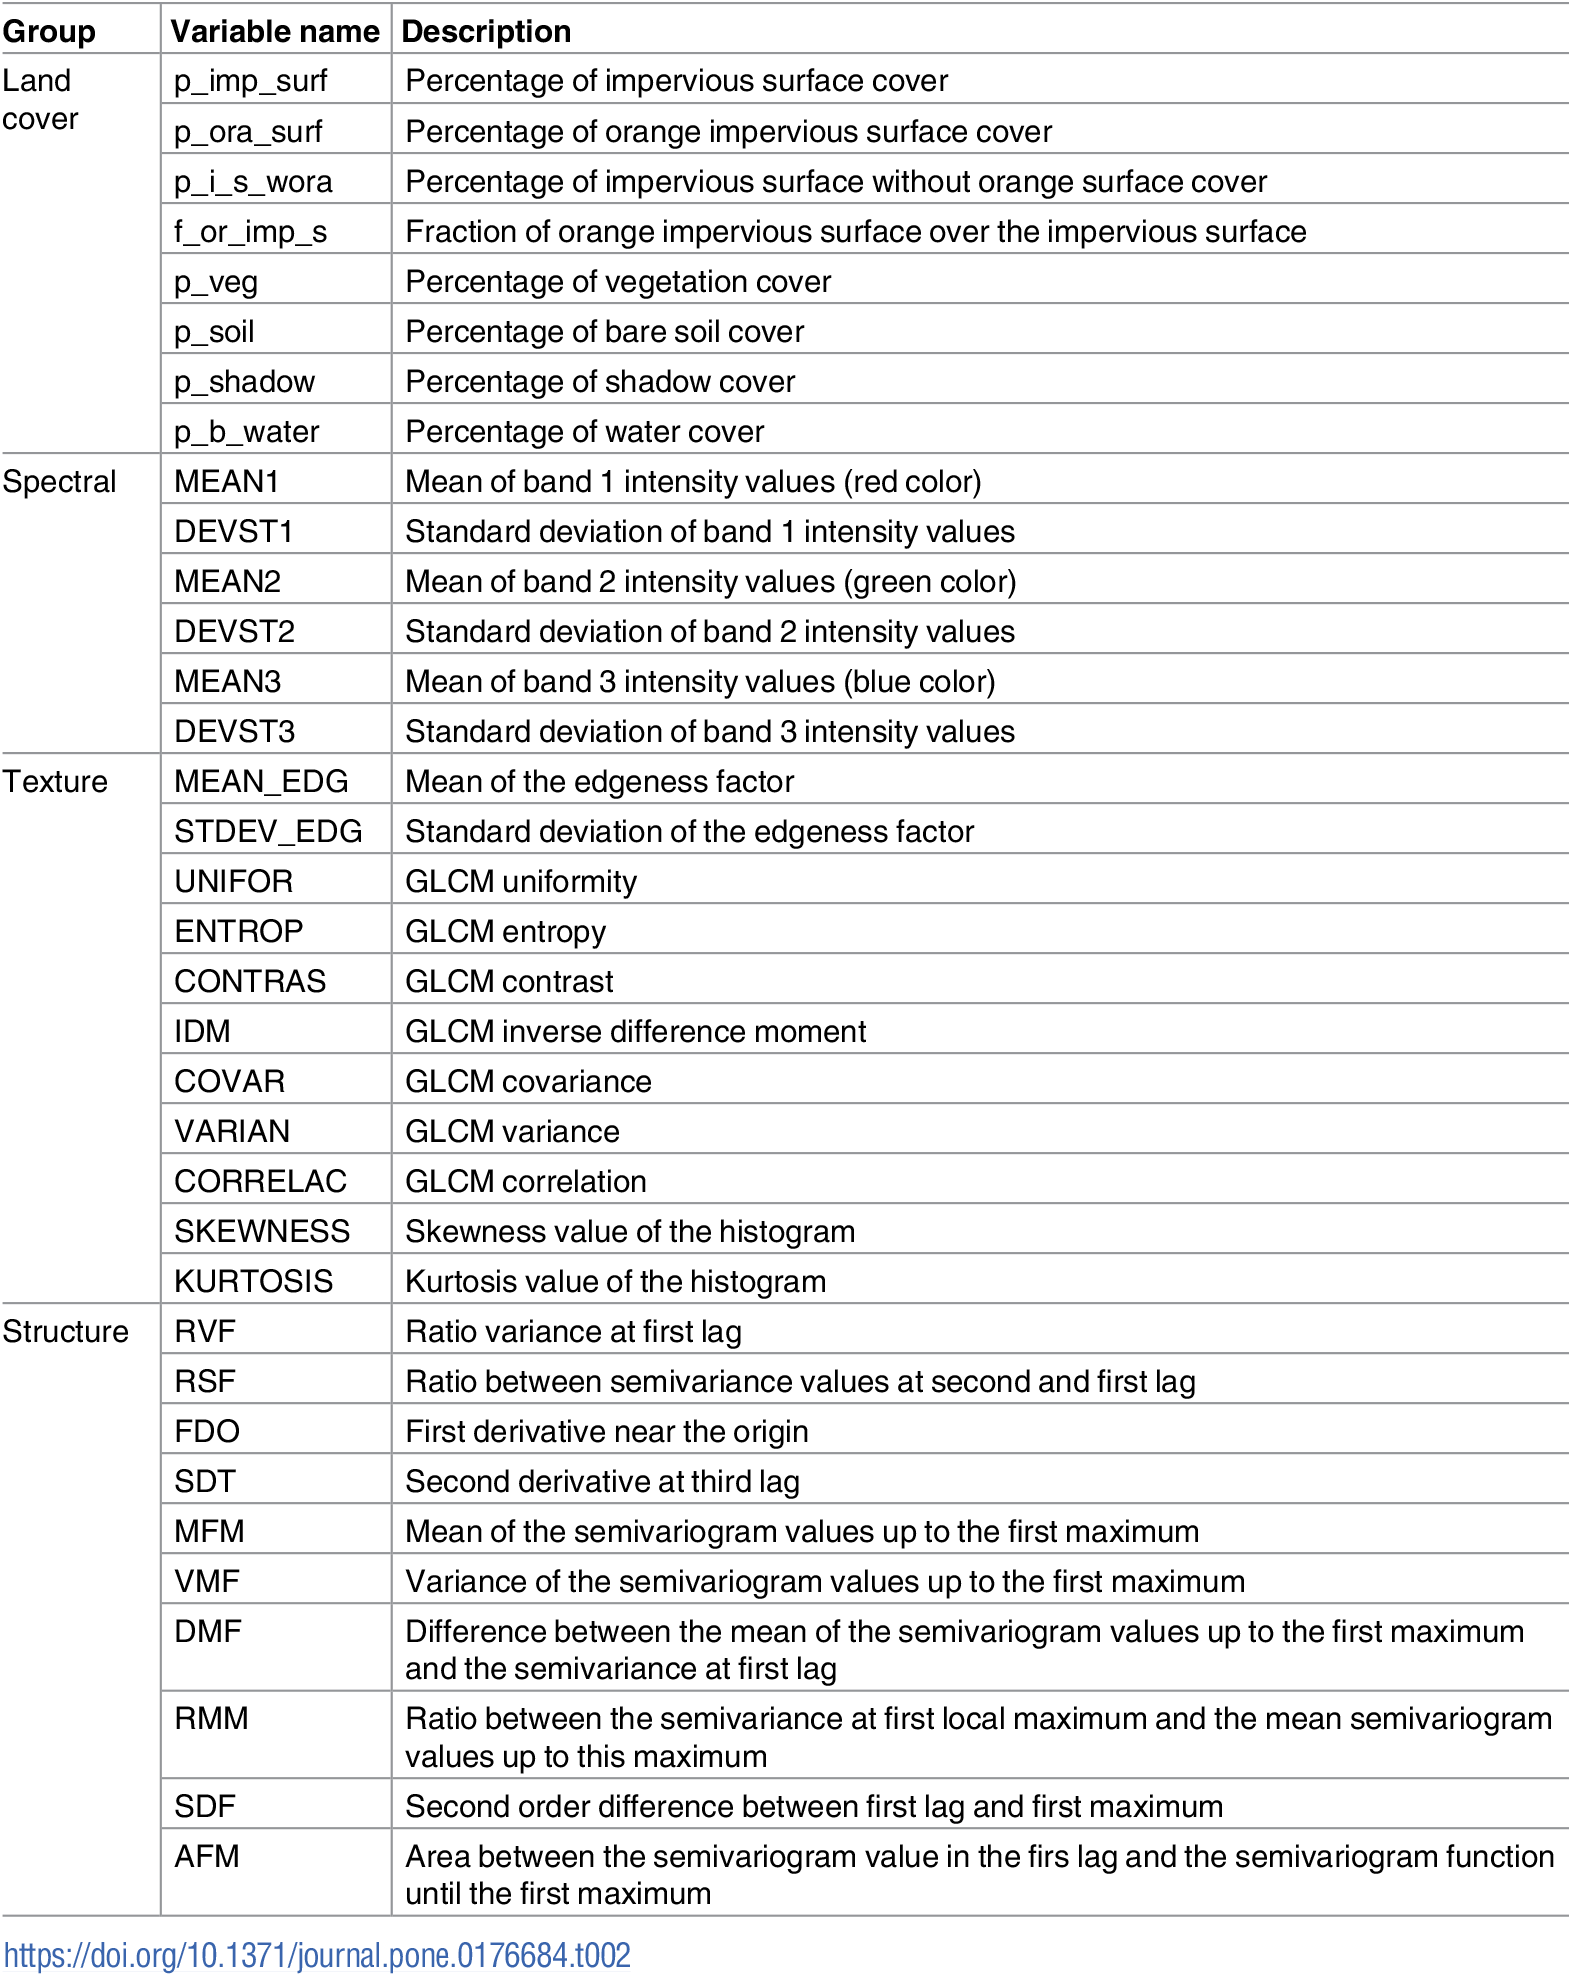 Group Variable name Description
Land cover p_imp_surf Percentage of impervious surface cover
p_ora_surf Percentage of orange impervious surface cover
p_i_s_wora Percentage of impervious surface without orange surface cover
f_or_imp_s Fraction of orange impervious surface over the impervious surface
p_veg Percentage of vegetation cover
p_soil Percentage of bare soil cover
p_shadow Percentage of shadow cover
p_b_water Percentage of water cover
Spectral MEAN1 Mean of band 1 intensity values (red color)
DEVST1 Standard deviation of band 1 intensity values
MEAN2 Mean of band 2 intensity values (green color)
DEVST2 Standard deviation of band 2 intensity values
MEAN3 Mean of band 3 intensity values (blue color)
DEVST3 Standard deviation of band 3 intensity values
Texture MEAN_EDG Mean of the edgeness factor
STDEV_EDG Standard deviation of the edgeness factor
UNIFOR GLCM uniformity
ENTROP GLCM entropy
CONTRAS GLCM contrast
IDM GLCM inverse difference moment
COVAR GLCM covariance
VARIAN GLCM variance
CORRELAC GLCM correlation
SKEWNESS Skewness value of the histogram
KURTOSIS Kurtosis value of the histogram
Structure RVF Ratio variance at first lag
RSF Ratio between semivariance values at second and first lag
FDO First derivative near the origin
SDT Second derivative at third lag
MFM Mean of the semivariogram values up to the first maximum
VMF Variance of the semivariogram values up to the first maximum
DMF Difference between the mean of the semivariogram values up to the first maximum
and the semivariance at first lag
RMM Ratio between the semivariance at first local maximum and the mean semivariogram
values up to this maximum
SDF Second order difference between first lag and first maximum
AFM Area between the semivariogram value in the firs lag and the semivariogram function
until the first maximum
https://doi.org/10.1371/journal.pone.0176684.t002